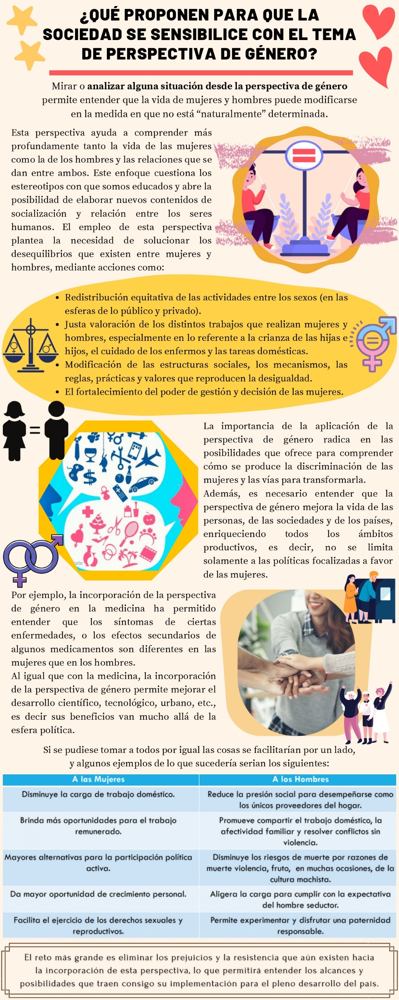 ¿QUÉ PROPONEN PARA QUE LA
SOCIEDAD SE SENSIBILICE CON EL TEMA
DE PERSPECTIVA DE GÉNERO?
Mirar o analizar alguna situación desde la perspectiva de género
permite entender que la vida de mujeres y hombres puede modificarse
en la medida en que no está “naturalmente” determinada.
Esta perspectiva ayuda a comprender más
profundamente tanto la vida de las mujeres
como la de los hombres y las relaciones que se
dan entre ambos. Este enfoque cuestiona los
estereotipos con que somos educados y abre la
posibilidad de elaborar nuevos contenidos de
socialización y relación entre los seres
humanos. El empleo de esta perspectiva
plantea la necesidad de solucionar los
desequilibrios que existen entre mujeres y
hombres, mediante acciones como:
• Redistribución equitativa de las actividades entre los sexos (en las
esferas de lo público y privado).
• Justa valoración de los distintos trabajos que realizan mujeres y
hombres, especialmente en lo referente a la crianza de las hijas e
hijos, el cuidado de los enfermos y las tareas domésticas.
• Modificación de las estructuras sociales, los mecanismos, las
reglas, prácticas y valores que reproducen la desigualdad.
• El fortalecimiento del poder de gestión y decisión de las mujeres.
La importancia de la aplicación de la
perspectiva de género radica en las
posibilidades que ofrece para comprender
cómo se produce la discriminación de las
mujeres y las vías para transformarla.
Además, es necesario entender que la
perspectiva de género mejora la vida de las
personas, de las sociedades y de los países,
enriqueciendo todos los ámbitos
productivos, es decir, no se limita
solamente a las políticas focalizadas a favor
de las mujeres.
Por ejemplo, la incorporación de la perspectiva
de género en la medicina ha permitido
entender que los síntomas de ciertas
enfermedades, o los efectos secundarios de
algunos medicamentos son diferentes en las
mujeres que en los hombres.
Al igual que con la medicina, la incorporación
de la perspectiva de género permite mejorar el
desarrollo científico, tecnológico, urbano, etc.,
es decir sus beneficios van mucho allá de la
esfera política.
Si se pudiese tomar a todos por igual las cosas se facilitarían por un lado,
y algunos ejemplos de lo que sucedería serian los siguientes:
A las Mujeres
A los Hombres
Disminuye la carga de trabajo doméstico.
Reduce la presión social para desempeñarse como
los únicos proveedores del hogar.
Brinda más oportunidades para el trabajo
remunerado.
Promueve compartir el trabajo doméstico, la
afectividad familiar y resolver conflictos sin
violencia.
Mayores alternativas para la participación política
activa.
Disminuye los riesgos de muerte por razones de
muerte violencia, fruto, en muchas ocasiones, de la
cultura machista.
Da mayor oportunidad de crecimiento personal.
Aligera la carga para cumplir con la expectativa
del hombre seductor.
Facilita el ejercicio de los derechos sexuales y
reproductivos.
Permite experimentar y disfrutar una paternidad
responsable.
El reto más grande es eliminar los prejuicios y la resistencia que aún existen hacia
la incorporación de esta perspectiva, lo que permitirá entender los alcances y
posibilidades que traen consigo su implementación para el pleno desarrollo del país.